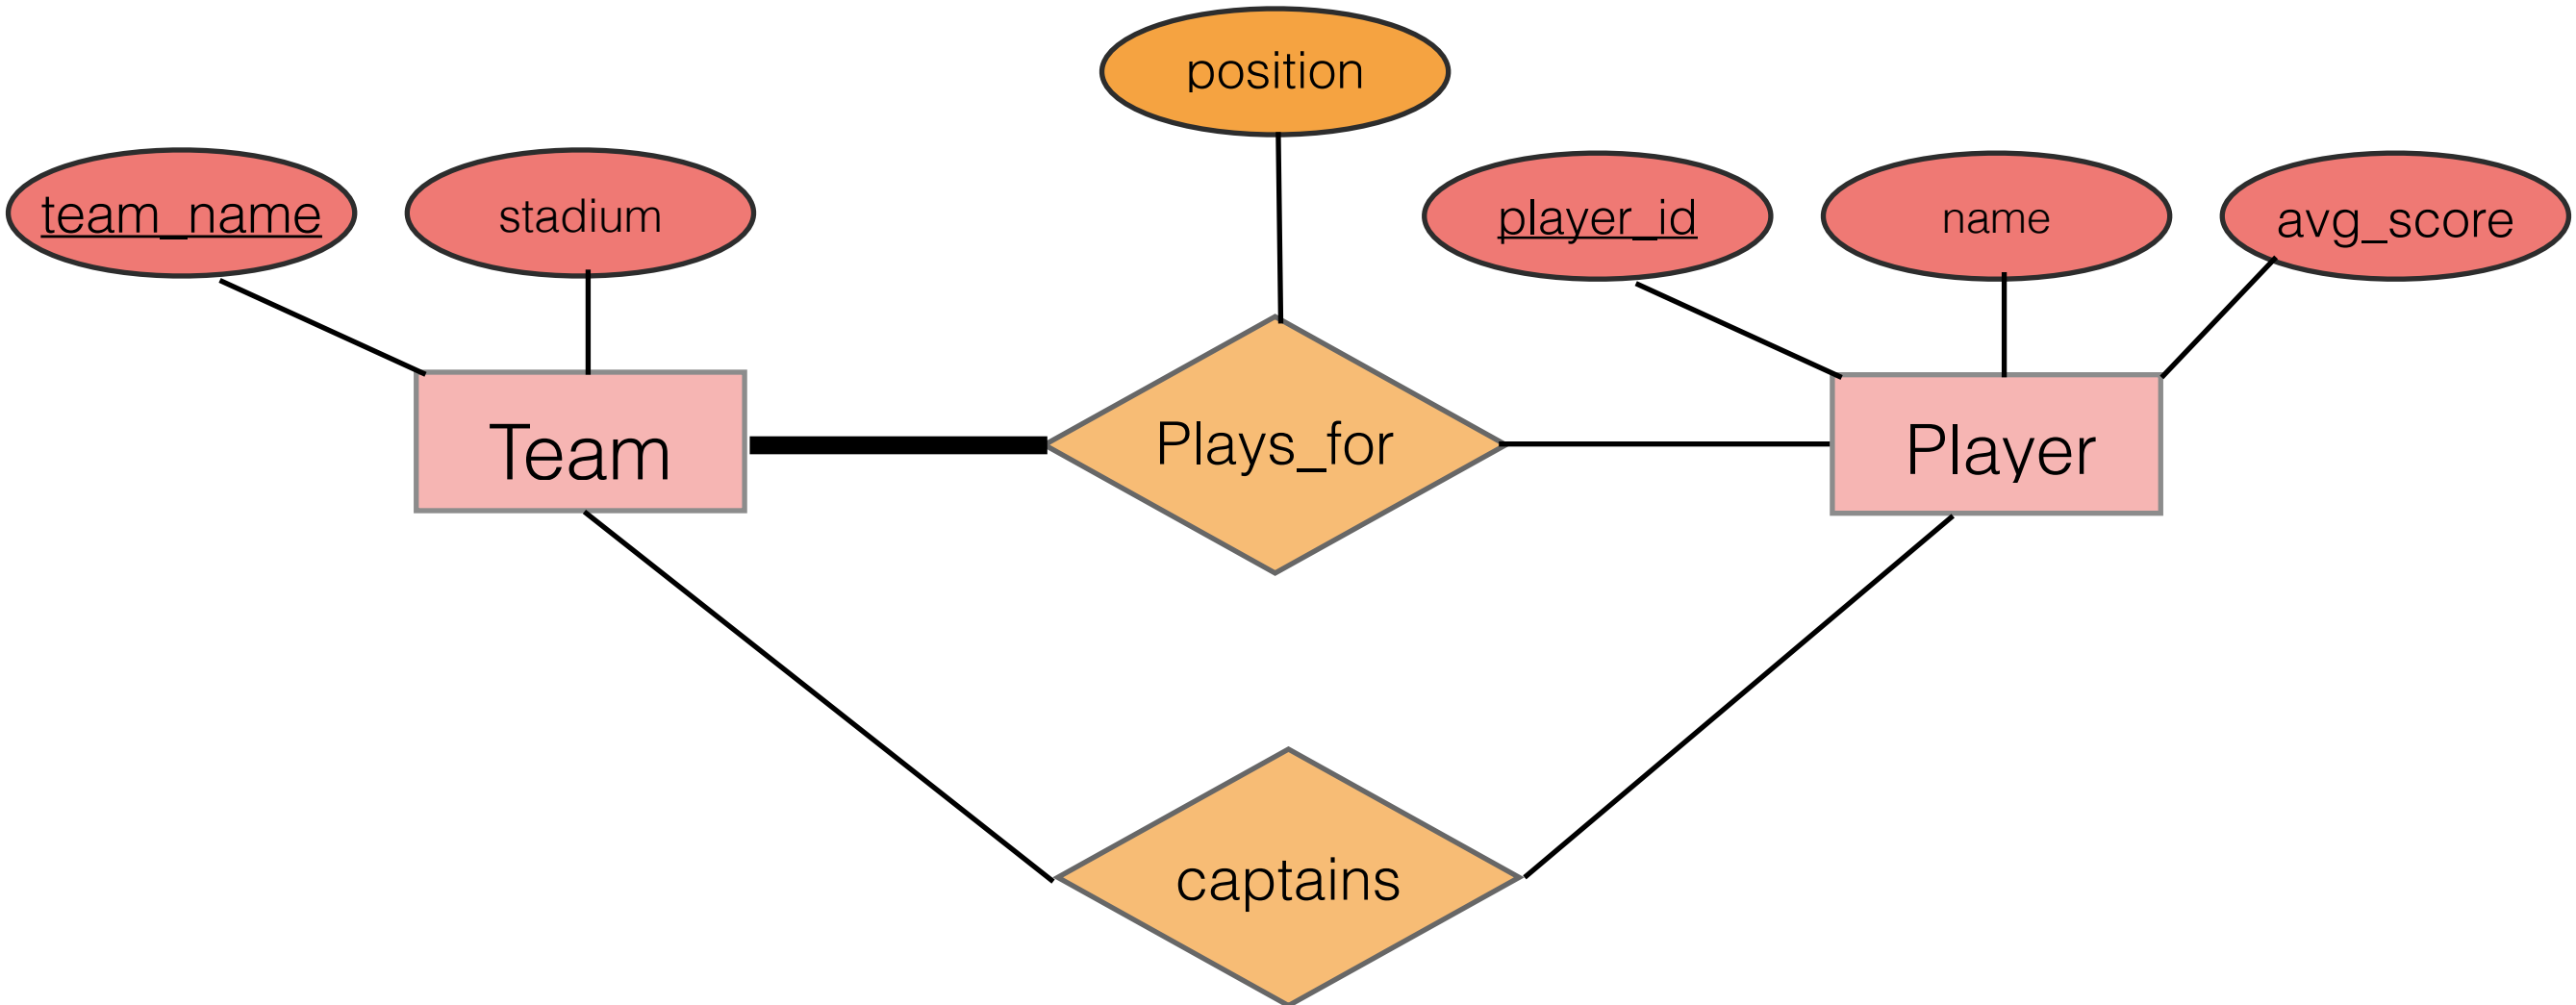 position
team_name
stadium
player_id
name
avg_score
Team
Plays_for
Player
captains